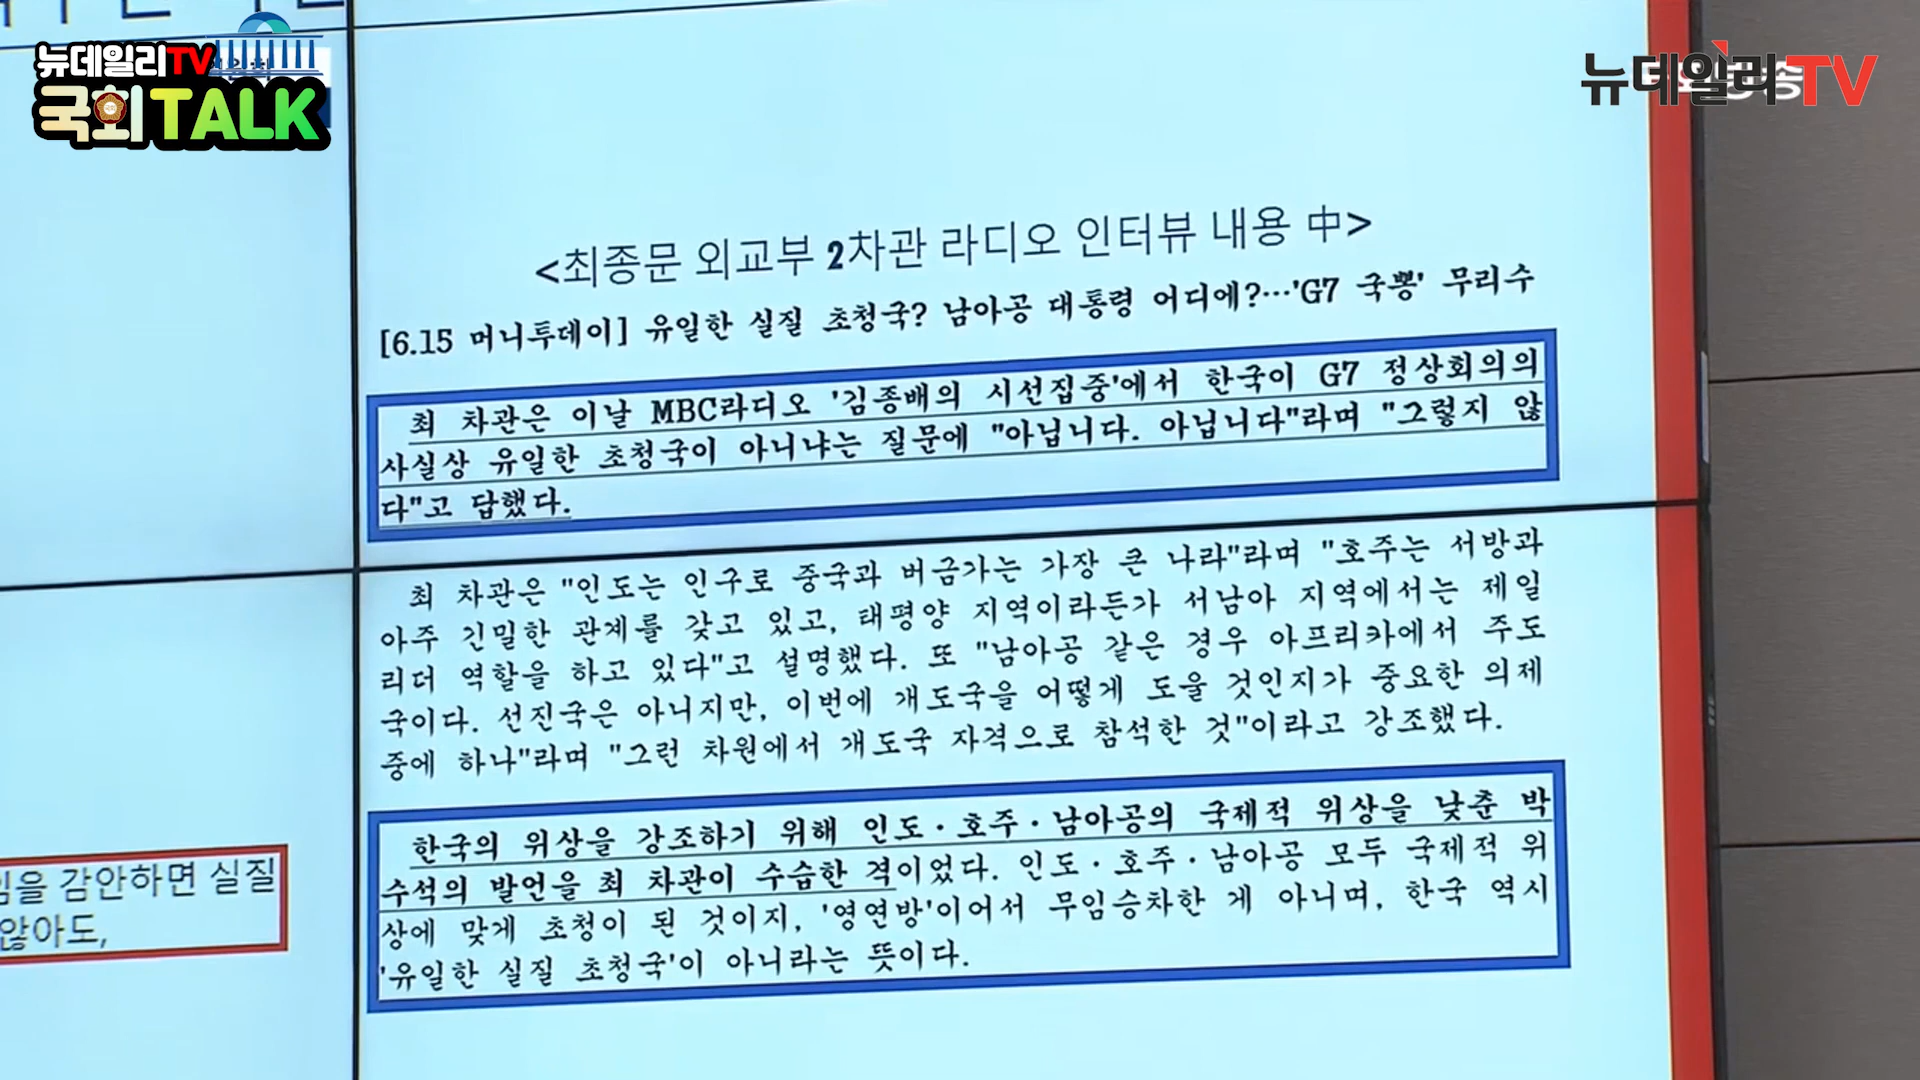 뉴데일리TV
국회TALK
뉴데일리TV
<최종문 외교부 2차관 라디오 인터뷰 내용 中>
[6.15 머니투데이] 유일한 실질 초청국? 남아공 대통령 어디에?…'G7 국뽕' 무리수
최 차관은 이날 MBC라디오 '김종배의 시선집중'에서 한국이 G7 정상회의의
사실상 유일한 초청국이 아니냐는 질문에 "아닙니다. 아닙니다"라며 "그렇지 않
다"고 답했다.
최 차관은 "인도는 인구로 중국과 버금가는 가장 큰 나라"라며 "호주는 서방과
아주 긴밀한 관계를 갖고 있고, 태평양 지역이라든가 서남아 지역에서는 제일
리더 역할을 하고 있다"고 설명했다. 또 "남아공 같은 경우 아프리카에서 주도
국이다. 선진국은 아니지만, 이번에 개도국을 어떻게 도울 것인지가 중요한 의제
중에 하나"라며 "그런 차원에서 개도국 자격으로 참석한 것"이라고 강조했다.
한국의 위상을 강조하기 위해 인도·호주·남아공의 국제적 위상을 낮춘 박
수석의 발언을 최 차관이 수습한 격이었다. 인도·호주·남아공 모두 국제적 위
상에 맞게 초청이 된 것이지, '영연방'이어서 무임승차한 게 아니며, 한국 역시
'유일한 실질 초청국'이 아니라는 뜻이다.
감안하면 실질
않아도,